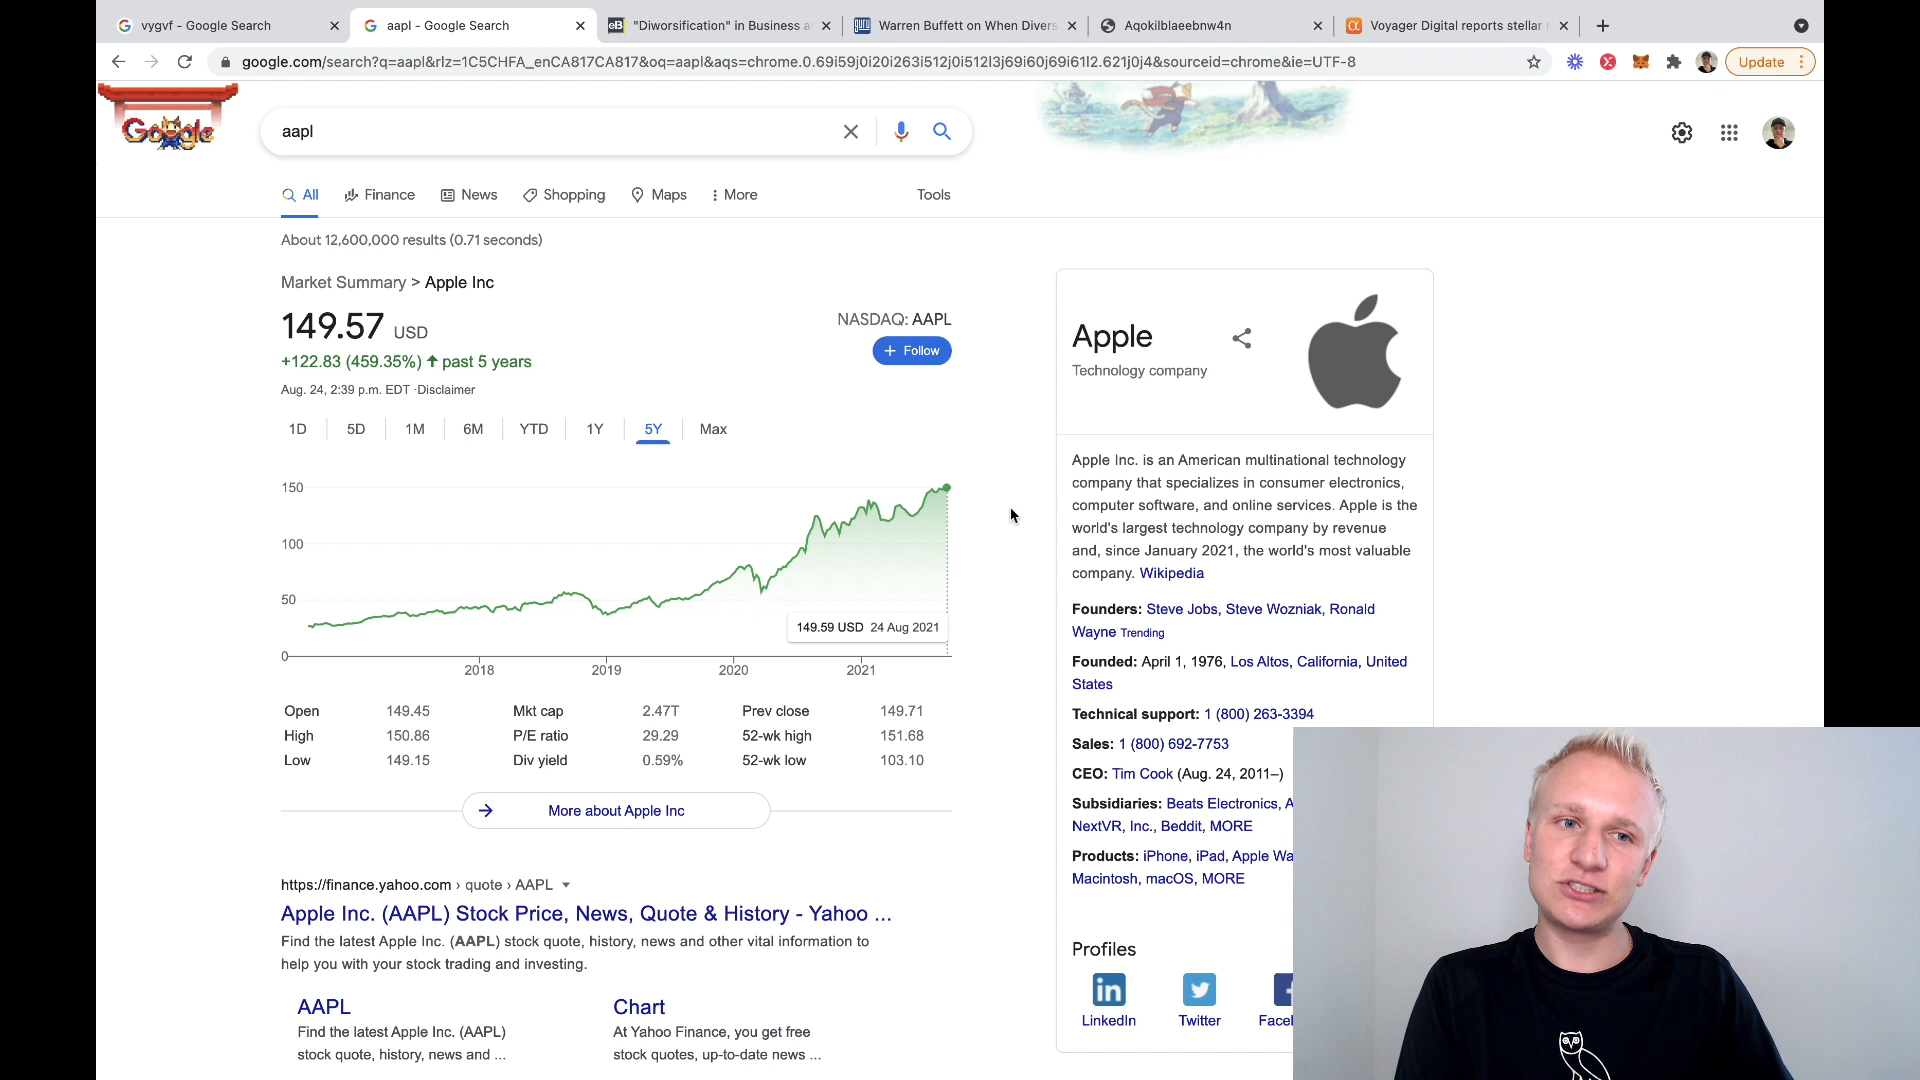 vygvf - Google Search
aapl - Google Search
"Diworsification" in Business a
Warren Buffett on When Divers
Aqokilblaeebnw4n
Voyager Digital reports stellar
google.com/search?q=aapl&rlz=1C5CHFA_enCA817CA817&oq=aapl&aqs=chrome.0.69i59j0i20i263i512j0i512l3j69i60j69i61l2.621j0j4&sourceid=chrome&ie=UTF-8
Update
Google
aapl
All
Finance
News
Shopping
Maps
More
Tools
About 12,600,000 results (0.71 seconds)
Market Summary > Apple Inc
149.57 USD
NASDAQ: AAPL
+ Follow
+122.83 (459.35%) ↑ past 5 years
Aug. 24, 2:39 p.m. EDT ·Disclaimer
1D 5D 1M 6M YTD 1Y 5Y Max
150
100
50
0
149.59 USD 24 Aug 2021
2018 2019 2020 2021
Open 149.45 Mkt cap 2.47T Prev close 149.71
High 150.86 P/E ratio 29.29 52-wk high 151.68
Low 149.15 Div yield 0.59% 52-wk low 103.10
More about Apple Inc
https://finance.yahoo.com › quote › AAPL
Apple Inc. (AAPL) Stock Price, News, Quote & History - Yahoo ...
Find the latest Apple Inc. (AAPL) stock quote, history, news and other vital information to
help you with your stock trading and investing.
AAPL
Find the latest Apple Inc. (AAPL)
stock quote, history, news and ...
Chart
At Yahoo Finance, you get free
stock quotes, up-to-date news ...
Apple
Technology company
Apple Inc. is an American multinational technology
company that specializes in consumer electronics,
computer software, and online services. Apple is the
world's largest technology company by revenue
and, since January 2021, the world's most valuable
company. Wikipedia
Founders: Steve Jobs, Steve Wozniak, Ronald
Wayne Trending
Founded: April 1, 1976, Los Altos, California, United
States
Technical support: 1 (800) 263-3394
Sales: 1 (800) 692-7753
CEO: Tim Cook (Aug. 24, 2011–)
Subsidiaries: Beats Electronics, A
NextVR, Inc., Beddit, MORE
Products: iPhone, iPad, Apple Wa
Macintosh, macOS, MORE
Profiles
LinkedIn
Twitter
Facel